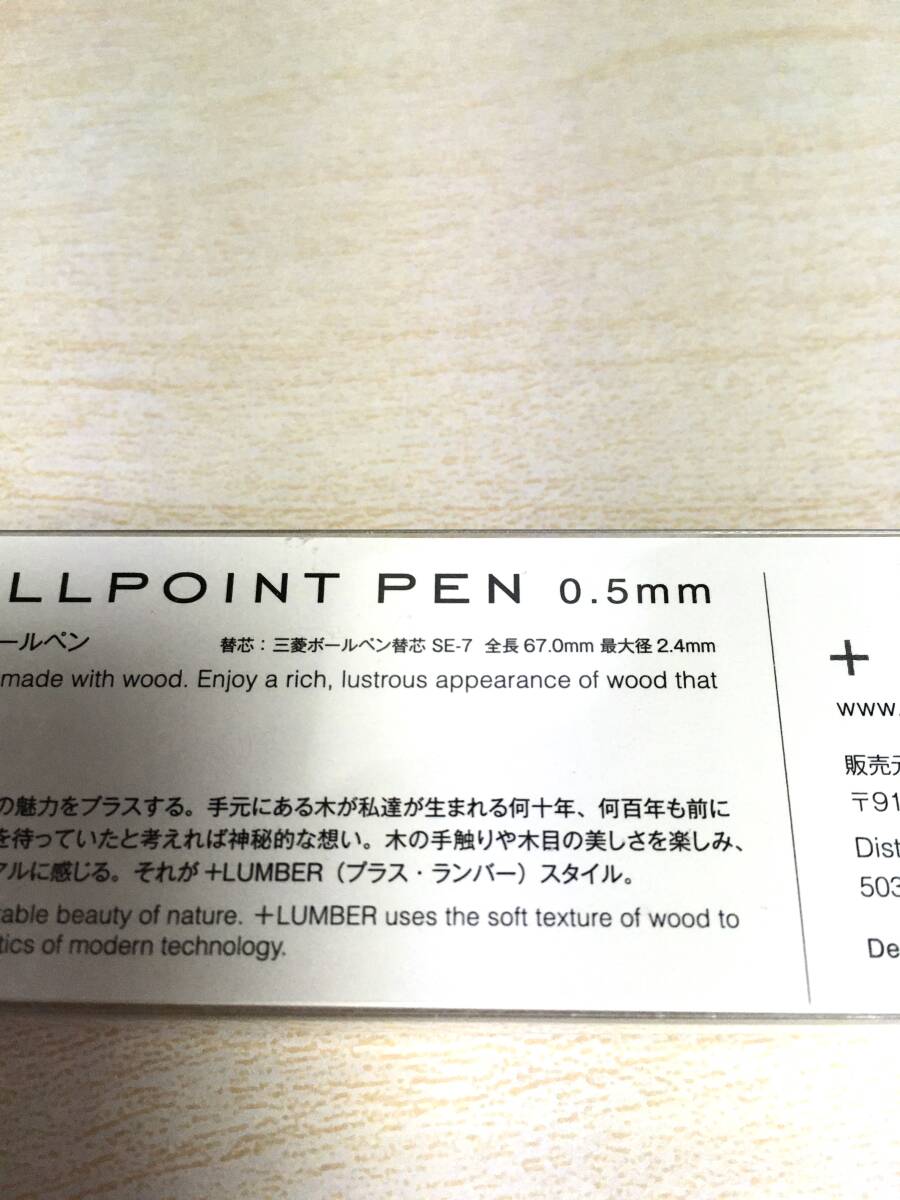 LLPOINT PEN 0.5mm
ールペン 替芯：三菱ボールペン替芯 SE-7 全長 67.0mm 最大径 2.4mm
made with wood. Enjoy a rich, lustrous appearance of wood that
の魅力をプラスする。手元にある木が私達が生まれる何十年、何百年も前に
を待っていたと考えれば神秘的な想い。木の手触りや木目の美しさを楽しみ、
アルに感じる。それが +LUMBER（プラス・ランバー）スタイル。
table beauty of nature. +LUMBER uses the soft texture of wood to
tics of modern technology.
+
www.
販売元
〒91
Dist
503
De